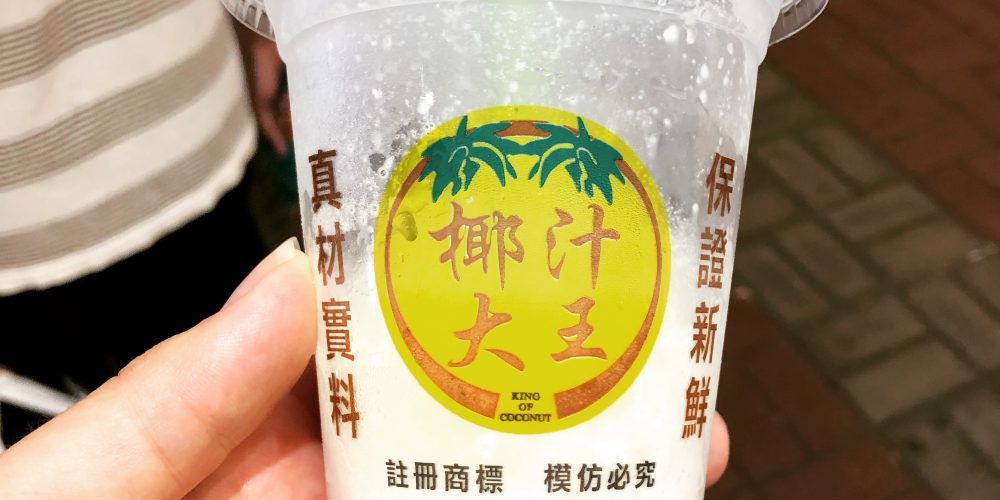 真材實料
椰汁
大王
KING
OF
COCONUT
保證新鮮
註冊商標 模仿必究